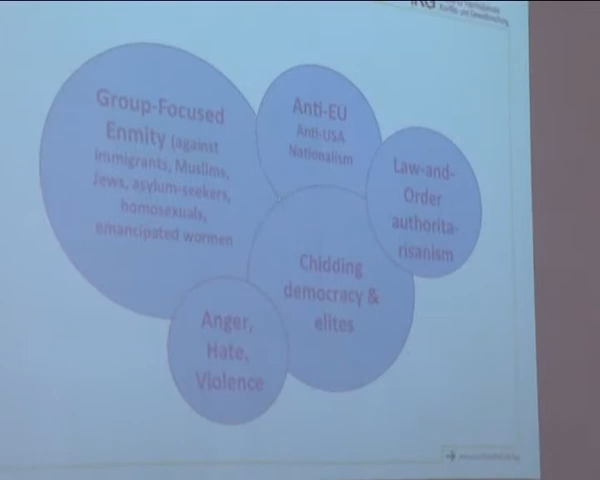 Group-Focused
Enmity (against
immigrants, Muslims,
Jews, asylum-seekers,
homosexuals,
emancipated women
Anti-EU
Anti-USA
Nationalism
Law-and-
Order
authorita-
risanism
Chidding
democracy &
elites
Anger,
Hate,
Violence